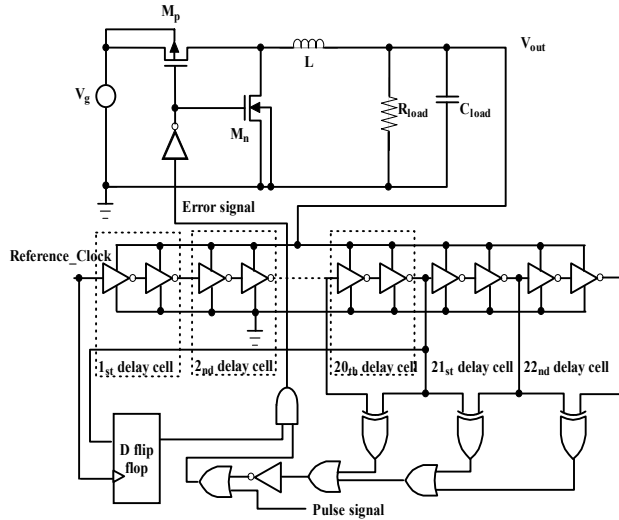 Mp
L
Vout
Vg
Mn
Rload
Cload
Error signal
Reference_Clock
1st delay cell
2nd delay cell
20th delay cell
21st delay cell
22nd delay cell
D flip
flop
Pulse signal